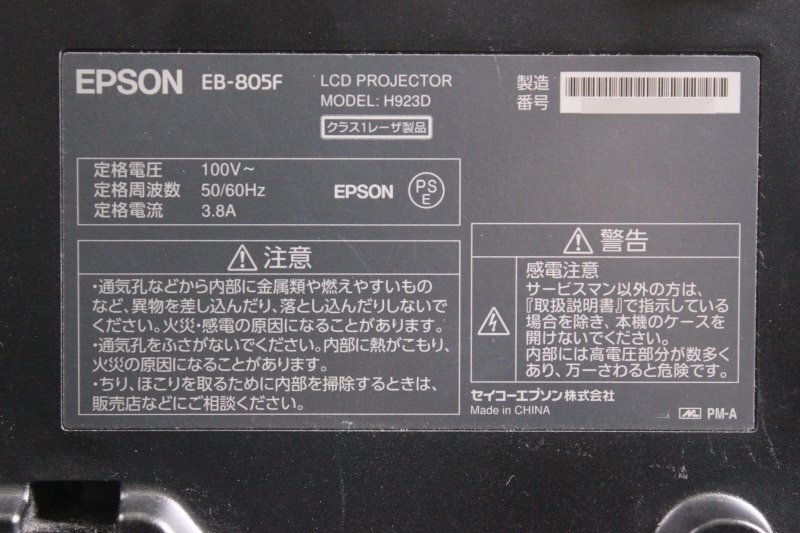 EPSON EB-805F LCD PROJECTOR
MODEL: H923D
クラス1レーザ製品
製造
番号
定格電圧 100V～
定格周波数 50/60Hz
定格電流 3.8A
EPSON
PS
E
注意
・通気孔などから内部に金属類や燃えやすいもの
など、異物を差し込んだり、落とし込んだりしないで
ください。火災・感電の原因になることがあります。
・通気孔をふさがないでください。内部に熱がこもり、
火災の原因になることがあります。
・ちり、ほこりを取るために内部を掃除するときは、
販売店などにご相談ください。
警告
感電注意
サービスマン以外の方は、
『取扱説明書』で指示している
場合を除き、本機のケースを
開けないでください。
内部には高電圧部分が数多く
あり、万一さわると危険です。
セイコーエプソン株式会社
Made in CHINA
PM-A